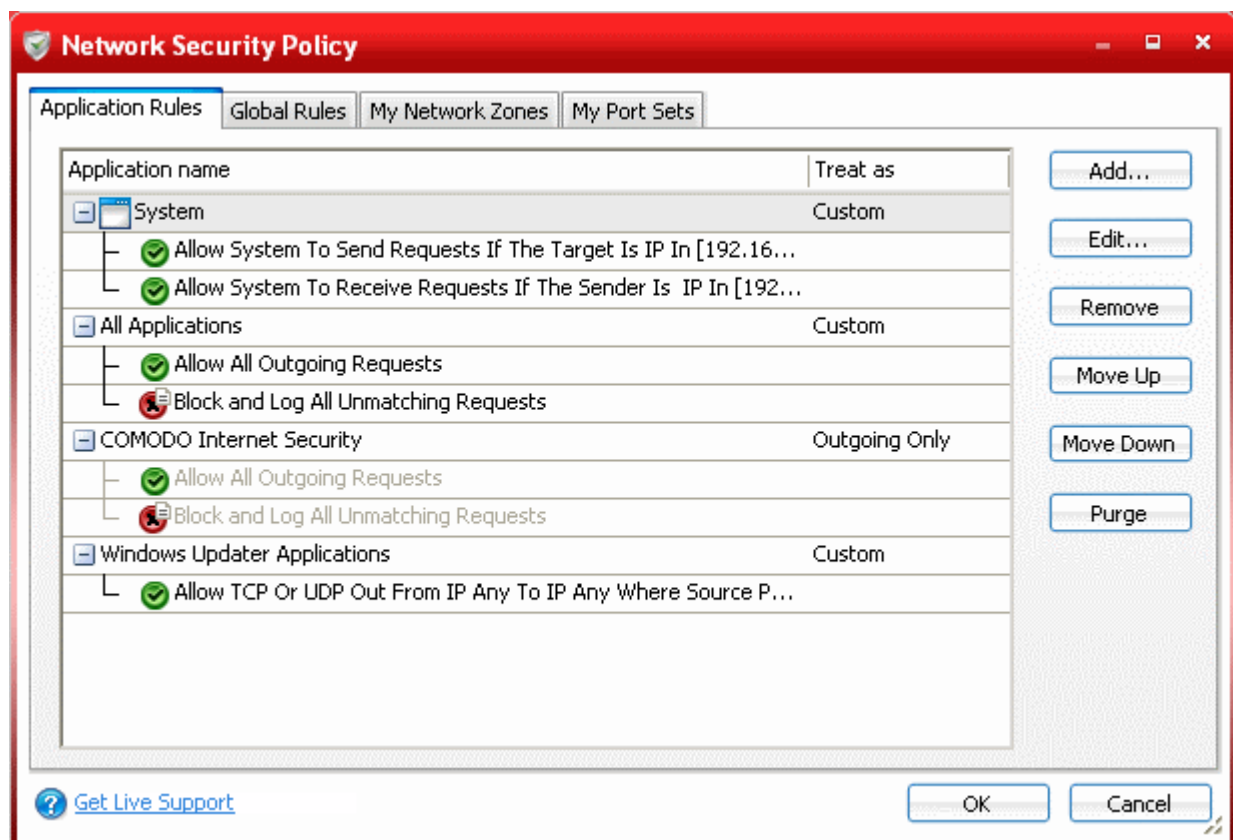 Network Security Policy
Application Rules Global Rules My Network Zones My Port Sets
Application name Treat as
System Custom
Allow System To Send Requests If The Target Is IP In [192.16...
Allow System To Receive Requests If The Sender Is IP In [192...
All Applications Custom
Allow All Outgoing Requests
Block and Log All Unmatching Requests
COMODO Internet Security Outgoing Only
Allow All Outgoing Requests
Block and Log All Unmatching Requests
Windows Updater Applications Custom
Allow TCP Or UDP Out From IP Any To IP Any Where Source P...
Add...
Edit...
Remove
Move Up
Move Down
Purge
Get Live Support
OK Cancel